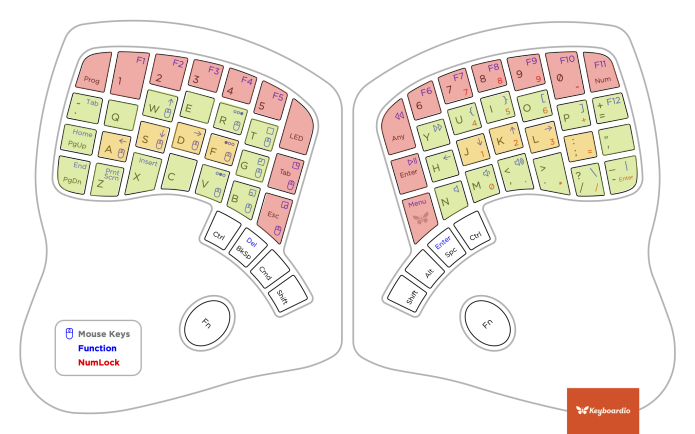 Prog
F1
1
F2
2
F3
3
F4
4
F5
5
LED
` Tab
Q
W
E
R
T
Tab
Home
PgUp
A
S
D
F
G
Esc
End
PgDn
Prnt
Scrn
Z
Insert
X
C
V
B
Ctrl
Del
BkSp
Cmd
Shift
Fn
Any
F6
6
F7
7 7
F8
8 8
F9
9 9
F10
0 =
F11
Num
Enter
Y
{
U 4
}
I 5
[
O 6
]
P +
+ F12
=
Menu
H
J 1
K 2
L 3
:
; =
"
'
N
M 0
<
,
>
.
? \
/ /
_ |
- Enter
Shift
Alt
Enter
Spc
Ctrl
Fn
Mouse Keys
Function
NumLock
Keyboardio